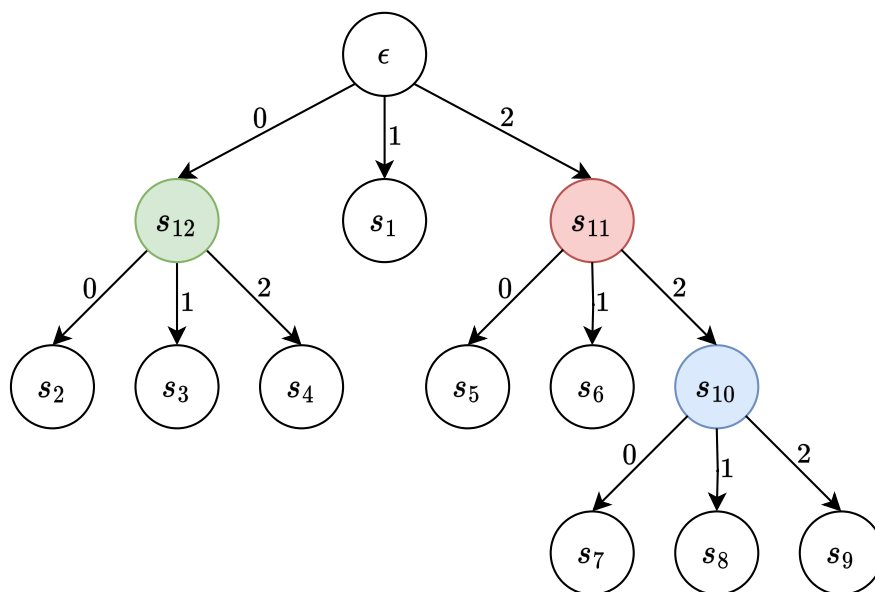 ϵ
0 1 2
s₁₂ s₁ s₁₁
0 1 2 0 1 2
s₂ s₃ s₄ s₅ s₆ s₁₀
0 1 2
s₇ s₈ s₉